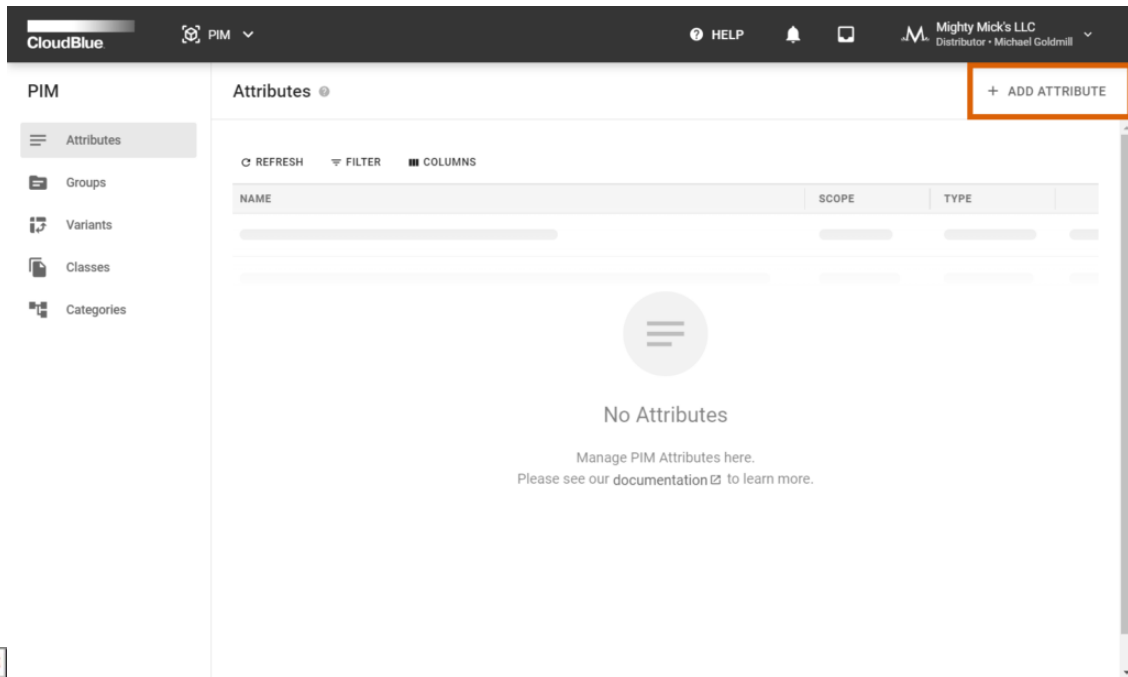 CloudBlue
PIM
HELP
Mighty Mick's LLC
Distributor • Michael Goldmill
PIM
Attributes
+ ADD ATTRIBUTE
Attributes
Groups
Variants
Classes
Categories
REFRESH FILTER COLUMNS
NAME SCOPE TYPE
No Attributes
Manage PIM Attributes here.
Please see our documentation to learn more.